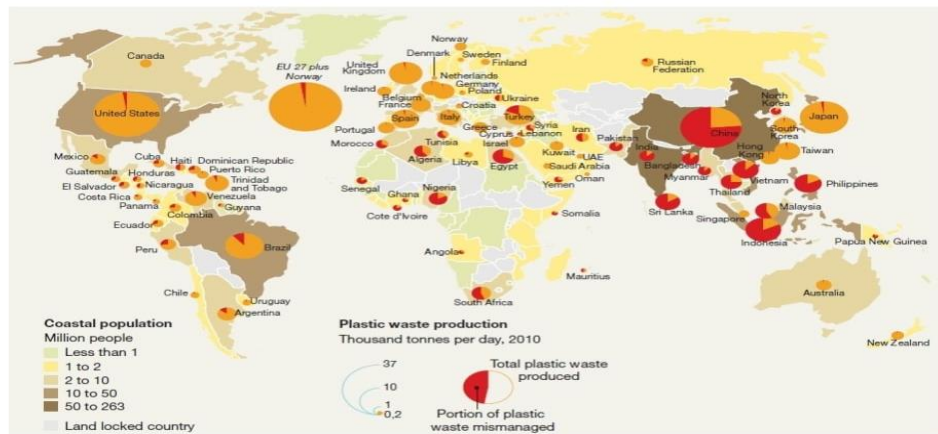 Canada
United States
Mexico
Cuba
Haiti
Dominican Republic
Puerto Rico
Guatemala
Honduras
El Salvador
Nicaragua
Costa Rica
Trinidad
and Tobago
Panama
Venezuela
Guyana
Colombia
Ecuador
Peru
Brazil
Chile
Uruguay
Argentina
EU 27 plus
Norway
Norway
Denmark
Sweden
Finland
United
Kingdom
Netherlands
Ireland
Germany
Belgium
Poland
France
Croatia
Ukraine
Spain
Italy
Turkey
Portugal
Greece
Cyprus
Syria
Lebanon
Israel
Iran
Morocco
Tunisia
Algeria
Libya
Egypt
Kuwait
UAE
Saudi Arabia
Oman
Yemen
Senegal
Ghana
Nigeria
Cote d'Ivoire
Somalia
Angola
Mauritius
South Africa
Russian
Federation
North
Korea
Japan
China
South
Korea
Pakistan
India
Hong
Kong
Taiwan
Bangladesh
Myanmar
Vietnam
Thailand
Philippines
Sri Lanka
Malaysia
Singapore
Indonesia
Papua New Guinea
Australia
New Zealand
Coastal population
Million people
Less than 1
1 to 2
2 to 10
10 to 50
50 to 263
Land locked country
Plastic waste production
Thousand tonnes per day, 2010
37
10
1
0,2
Total plastic waste
produced
Portion of plastic
waste mismanaged